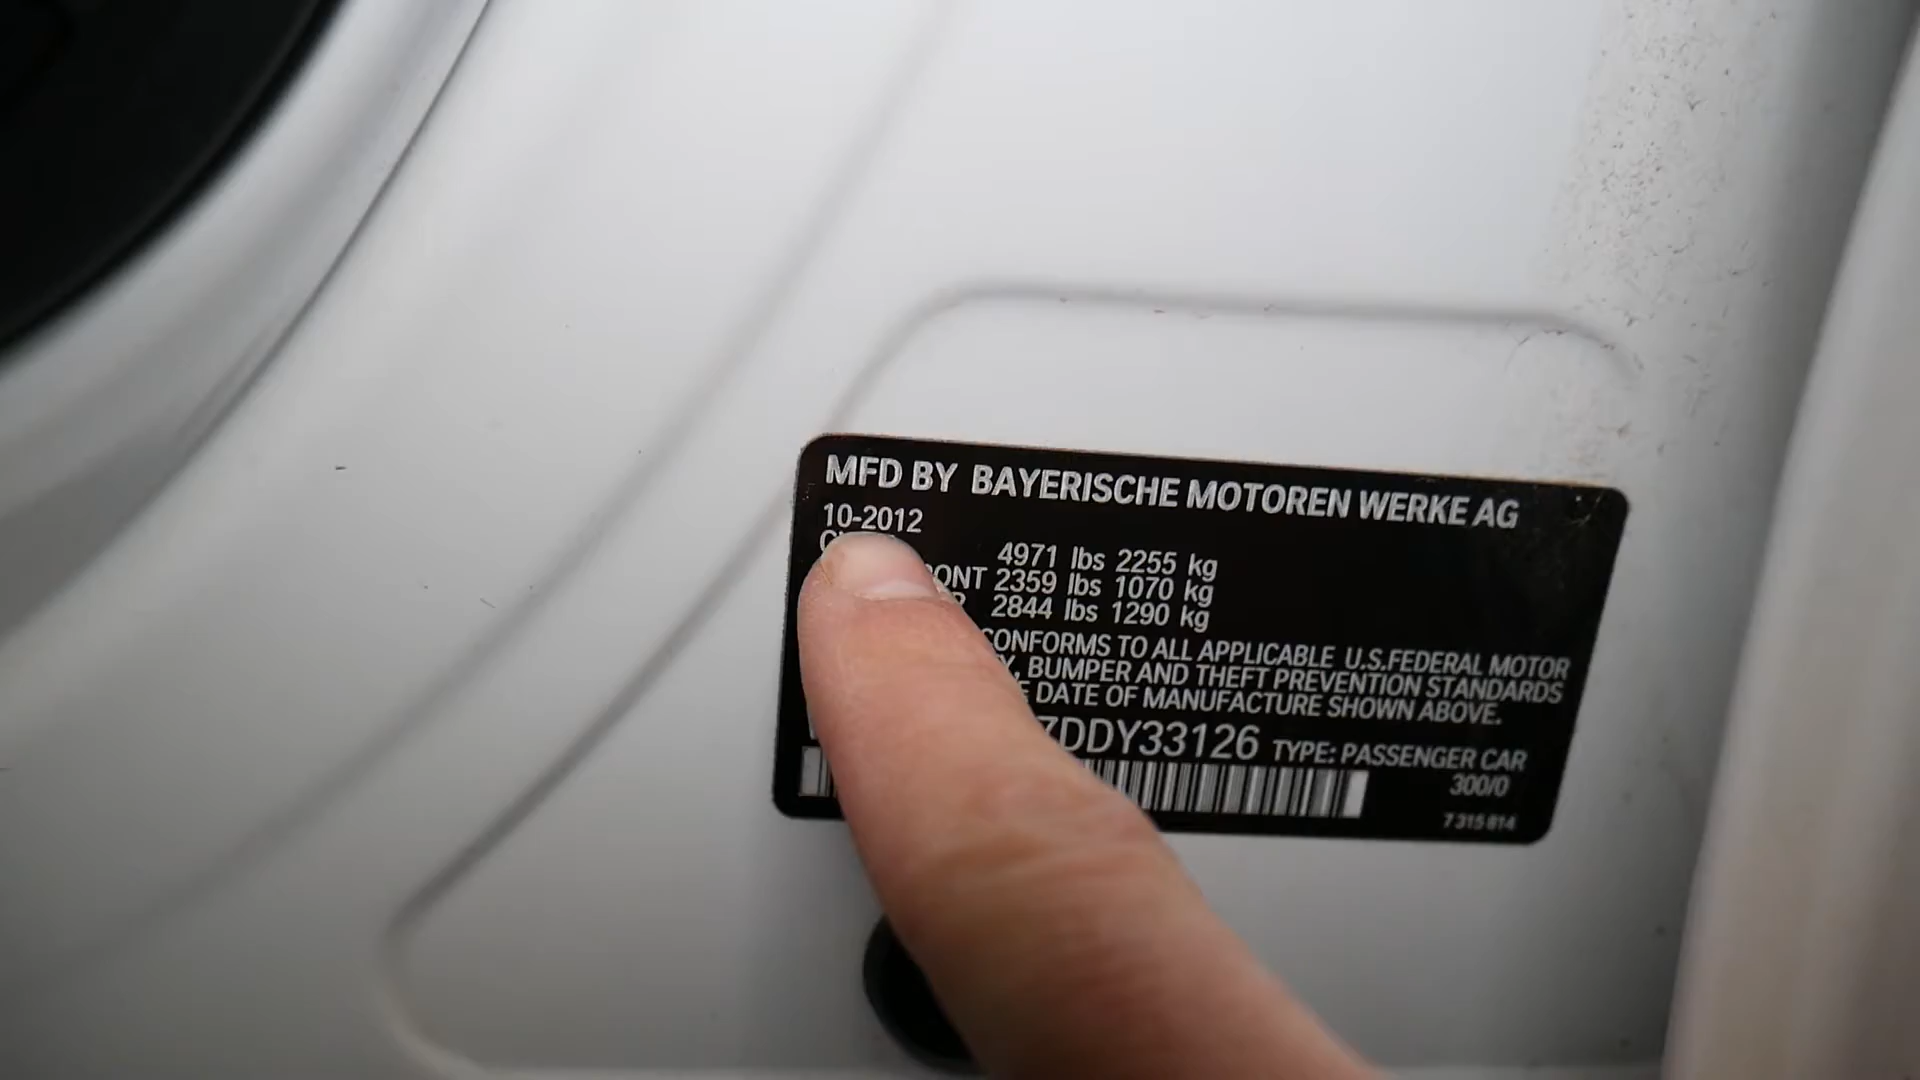 MFD BY BAYERISCHE MOTOREN WERKE AG
10-2012
4971 lbs 2255 kg
2359 lbs 1070 kg
2844 lbs 1290 kg
CONFORMS TO ALL APPLICABLE U.S.FEDERAL MOTOR
BUMPER AND THEFT PREVENTION STANDARDS
DATE OF MANUFACTURE SHOWN ABOVE.
DDY33126 TYPE: PASSENGER CAR
300/0
7 315 814